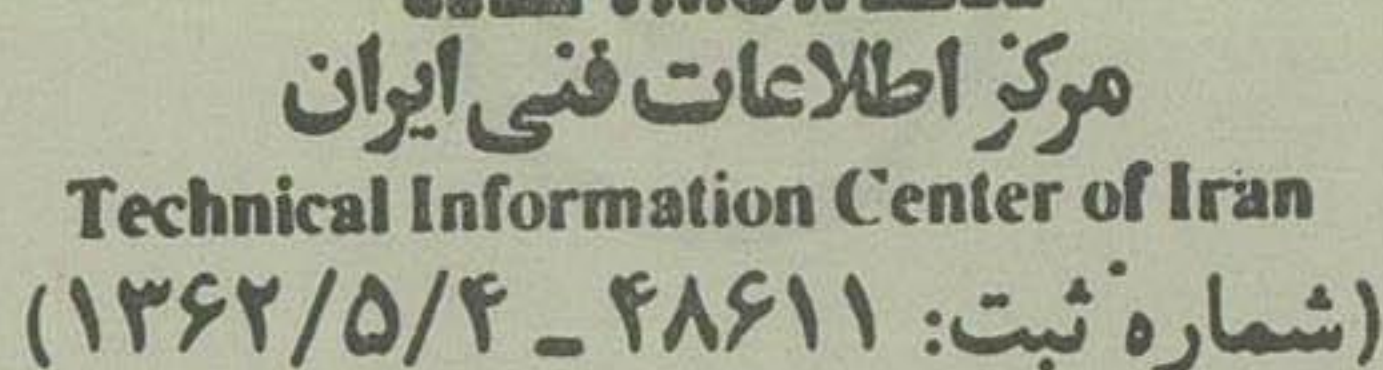 مرکز اطلاعات فنی ایران
Technical Information Center of Iran
(شماره ثبت: ۴۸۶۱۱ ـ ۱۳۶۲/۵/۴)